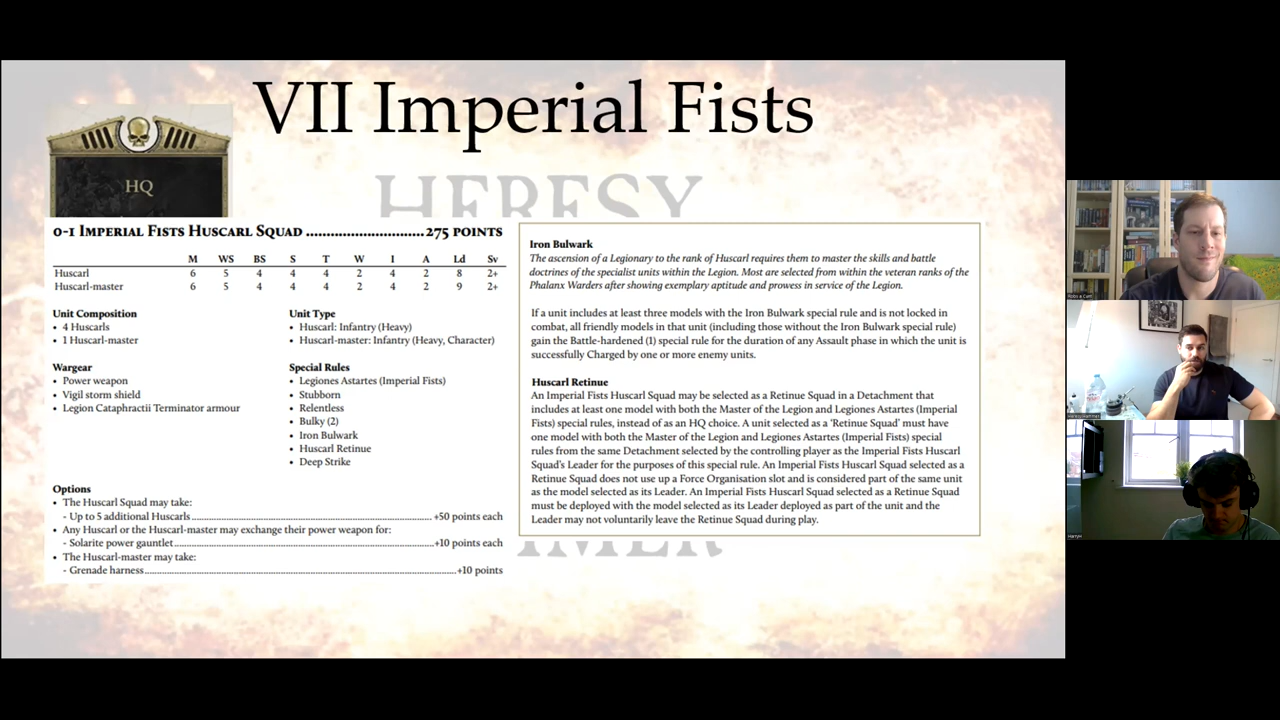 VII Imperial Fists
HQ
HERESY
0-1 Imperial Fists Huscarl Squad ............................275 points
M WS BS S T W I A Ld Sv
Huscarl 6 5 4 4 4 2 4 2 8 2+
Huscarl-master 6 5 4 4 4 2 4 2 9 2+
Unit Composition
• 4 Huscarls
• 1 Huscarl-master
Unit Type
• Huscarl: Infantry (Heavy)
• Huscarl-master: Infantry (Heavy, Character)
Wargear
• Power weapon
• Vigil storm shield
• Legion Cataphractii Terminator armour
Special Rules
• Legiones Astartes (Imperial Fists)
• Stubborn
• Relentless
• Bulky (2)
• Iron Bulwark
• Huscarl Retinue
• Deep Strike
Options
• The Huscarl Squad may take:
- Up to 5 additional Huscarls ........ +50 points each
• Any Huscarl or the Huscarl-master may exchange their power weapon for:
- Solarite power gauntlet ........ +10 points each
• The Huscarl-master may take:
- Grenade harness ........ +10 points
Iron Bulwark
The ascension of a Legionary to the rank of Huscarl requires them to master the skills and battle
doctrines of the specialist units within the Legion. Most are selected from within the veteran ranks of the
Phalanx Warders after showing exemplary aptitude and prowess in service of the Legion.
If a unit includes at least three models with the Iron Bulwark special rule and is not locked in
combat, all friendly models in that unit (including those without the Iron Bulwark special rule)
gain the Battle-hardened (1) special rule for the duration of any Assault phase in which the unit is
successfully Charged by one or more enemy units.
Huscarl Retinue
An Imperial Fists Huscarl Squad may be selected as a Retinue Squad in a Detachment that
includes at least one model with both the Master of the Legion and Legiones Astartes (Imperial
Fists) special rules, instead of as an HQ choice. A unit selected as a 'Retinue Squad' must have
one model with both the Master of the Legion and Legiones Astartes (Imperial Fists) special
rules from the same Detachment selected by the controlling player as the Imperial Fists Huscarl
Squad's Leader for the purposes of this special rule. An Imperial Fists Huscarl Squad selected as a
Retinue Squad does not use up a Force Organisation slot and is considered part of the same unit
as the model selected as its Leader. An Imperial Fists Huscarl Squad selected as a Retinue Squad
must be deployed with the model selected as its Leader deployed as part of the unit and the
Leader may not voluntarily leave the Retinue Squad during play.